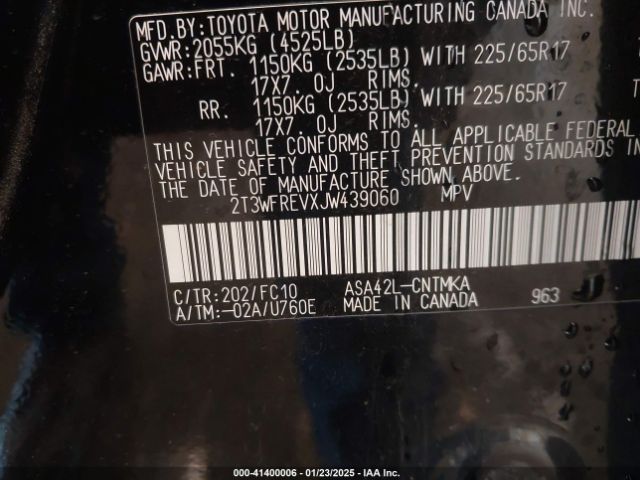 MFD.BY:TOYOTA MOTOR MANUFACTURING CANADA INC.
GVWR:2055KG (4525LB)
GAWR:FRT. 1150KG (2535LB) WITH 225/65R17
17X7. OJ RIMS.
RR. 1150KG (2535LB) WITH 225/65R17
17X7. OJ RIMS.
THIS VEHICLE CONFORMS TO ALL APPLICABLE FEDERAL
VEHICLE SAFETY AND THEFT PREVENTION STANDARDS IN
THE DATE OF MANUFACTURE SHOWN ABOVE.
2T3WFREVXJW439060 MPV
C/TR:202/FC10 ASA42L-CNTMKA
A/TM:-02A/U760E MADE IN CANADA 963
000-41400006 - 01/23/2025 - IAA Inc.